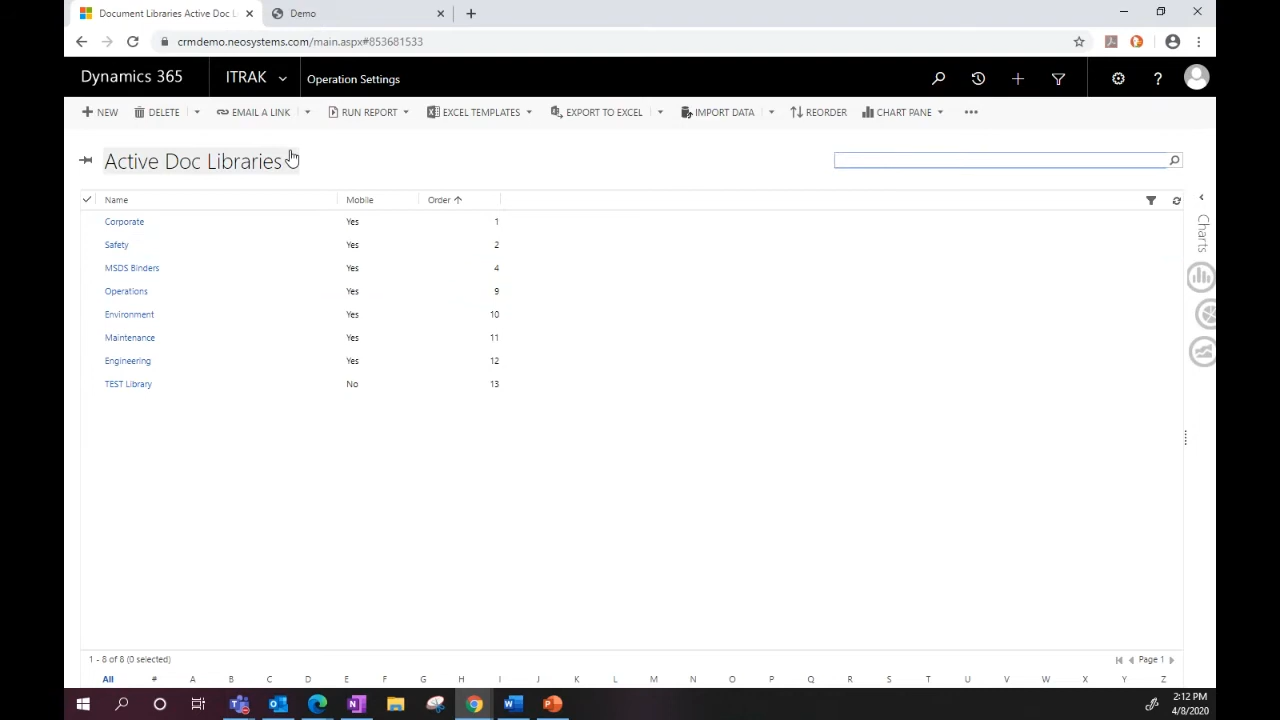 Document Libraries Active Doc L
Demo
crmdemo.neosystems.com/main.aspx#853681533
Dynamics 365
ITRAK
Operation Settings
NEW
DELETE
EMAIL A LINK
RUN REPORT
EXCEL TEMPLATES
EXPORT TO EXCEL
IMPORT DATA
REORDER
CHART PANE
Active Doc Libraries
Name Mobile Order
Corporate Yes 1
Safety Yes 2
MSDS Binders Yes 4
Operations Yes 9
Environment Yes 10
Maintenance Yes 11
Engineering Yes 12
TEST Library No 13
Charts
1 - 8 of 8 (0 selected)
Page 1
All # A B C D E F G H I J K L M N O P Q R S T U V W X Y Z
2:12 PM
4/8/2020